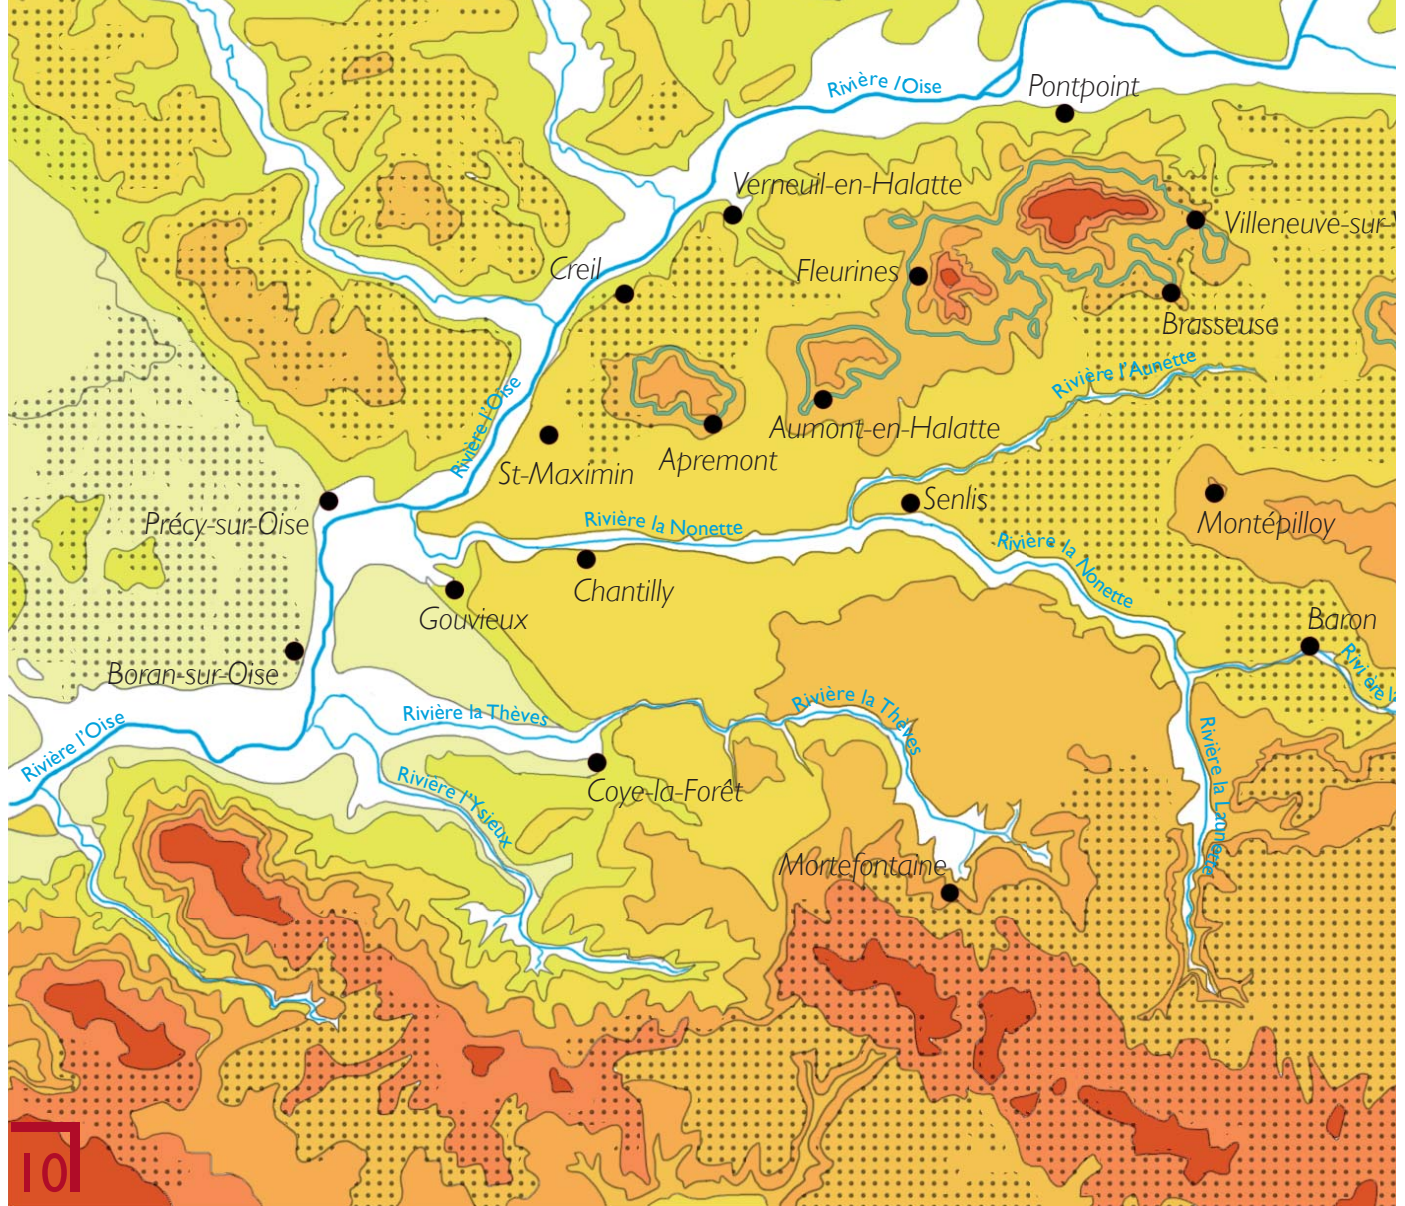 Rivière l'Oise
Pontpoint
Verneuil-en-Halatte
Villeneuve-sur-
Creil
Fleurines
Brasseuse
Rivière l'Aunette
Rivière l'Oise
Aumont-en-Halatte
St-Maximin
Apremont
Senlis
Précy-sur-Oise
Rivière la Nonette
Montépilloy
Rivière la Nonette
Chantilly
Gouvieux
Baron
Boran-sur-Oise
Rivière l
Rivière la Thèves
Rivière la Thèves
Rivière l'Oise
Rivière la Launette
Rivière l'Ysieux
Coye-la-Forêt
Mortefontaine
10